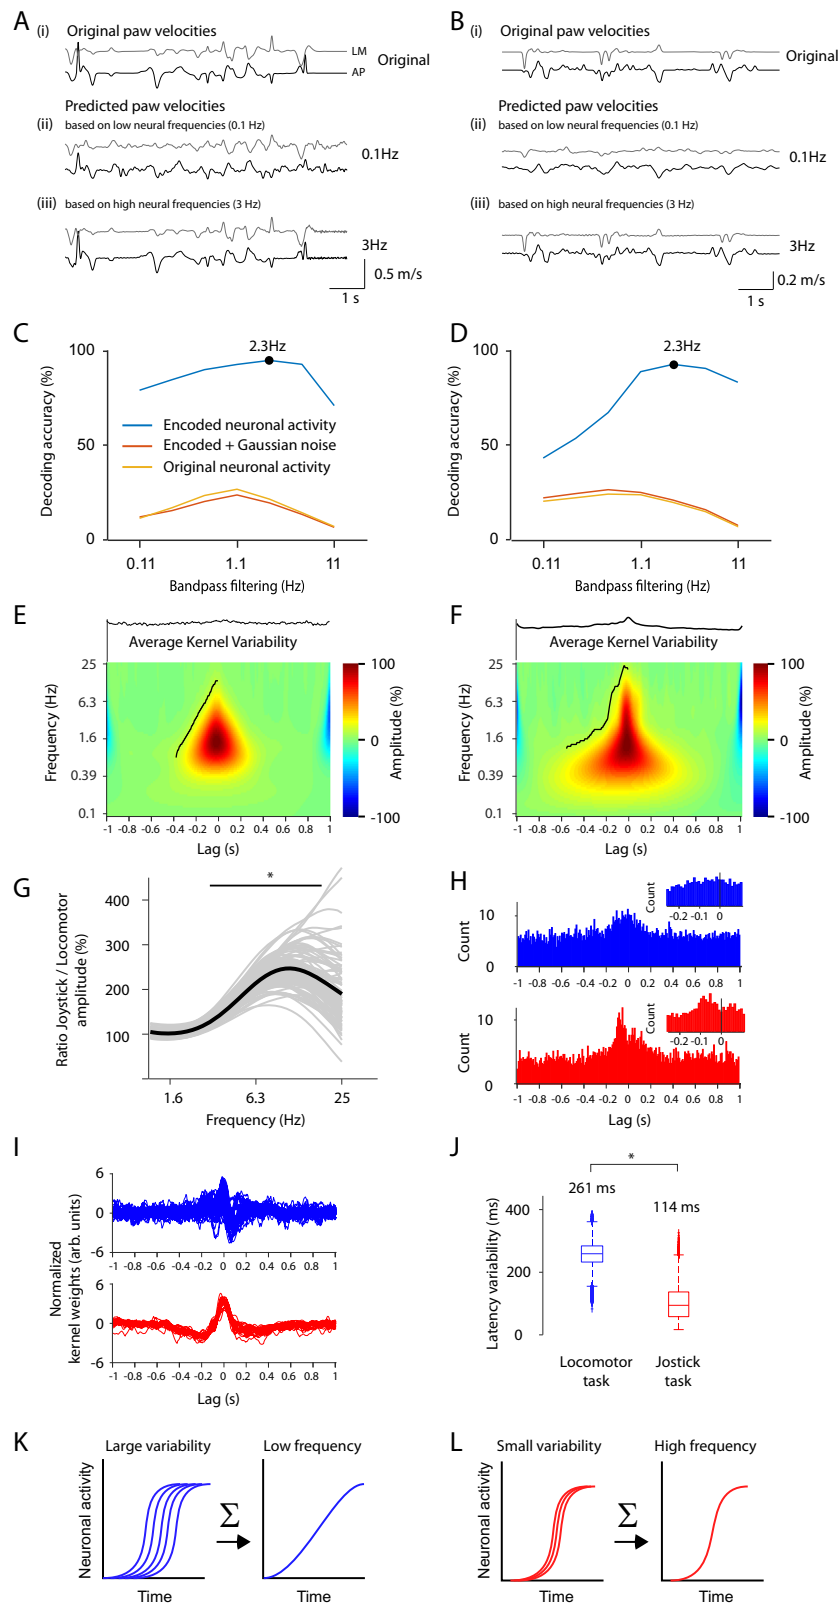 A
(i) Original paw velocities
LM
AP
Original
Predicted paw velocities
(ii) based on low neural frequencies (0.1 Hz)
0.1Hz
(iii) based on high neural frequencies (3 Hz)
3Hz
0.5 m/s
1 s
B
(i) Original paw velocities
Original
Predicted paw velocities
(ii) based on low neural frequencies (0.1 Hz)
0.1Hz
(iii) based on high neural frequencies (3 Hz)
3Hz
0.2 m/s
1 s
C
Decoding accuracy (%)
100
50
0
2.3Hz
Encoded neuronal activity
Encoded + Gaussian noise
Original neuronal activity
0.11 1.1 11
Bandpass filtering (Hz)
D
Decoding accuracy (%)
100
50
0
2.3Hz
0.11 1.1 11
Bandpass filtering (Hz)
E
Average Kernel Variability
Frequency (Hz)
25
6.3
1.6
0.39
0.1
-1 -0.8 -0.6 -0.4 -0.2 0 0.2 0.4 0.6 0.8 1
Lag (s)
100
0
-100
Amplitude (%)
F
Average Kernel Variability
Frequency (Hz)
25
6.3
1.6
0.39
0.1
-1 -0.8 -0.6 -0.4 -0.2 0 0.2 0.4 0.6 0.8 1
Lag (s)
100
0
-100
Amplitude (%)
G
Ratio Joystick / Locomotor
amplitude (%)
400
300
200
100
*
1.6 6.3 25
Frequency (Hz)
H
Count
10
0
Count
-0.2 -0.1 0
-1 -0.8 -0.6 -0.4 -0.2 0 0.2 0.4 0.6 0.8 1
Count
10
0
Count
-0.2 -0.1 0
-1 -0.8 -0.6 -0.4 -0.2 0 0.2 0.4 0.6 0.8 1
Lag (s)
I
Normalized
kernel weights (arb. units)
6
0
-6
-1 -0.8 -0.6 -0.4 -0.2 0 0.2 0.4 0.6 0.8 1
6
0
-6
-1 -0.8 -0.6 -0.4 -0.2 0 0.2 0.4 0.6 0.8 1
Lag (s)
J
*
261 ms
114 ms
Latency variability (ms)
400
200
0
Locomotor
task
Jostick
task
K
Large variability
Low frequency
Neuronal activity
Σ
Time
Time
L
Small variability
High frequency
Neuronal activity
Σ
Time
Time